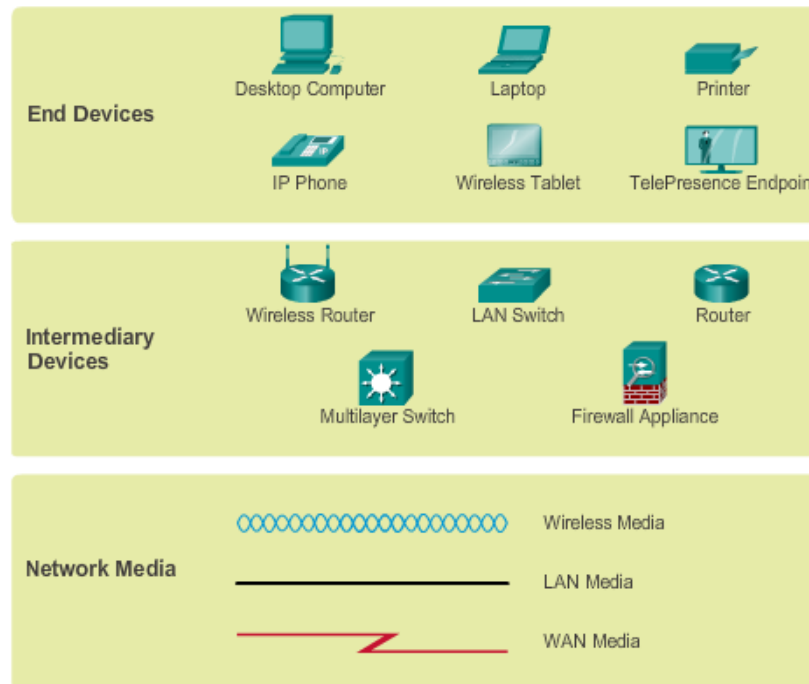 End Devices
Desktop Computer
Laptop
Printer
IP Phone
IP
Wireless Tablet
TelePresence Endpoin
Intermediary
Devices
Wireless Router
LAN Switch
Router
Multilayer Switch
Firewall Appliance
Network Media
Wireless Media
LAN Media
WAN Media